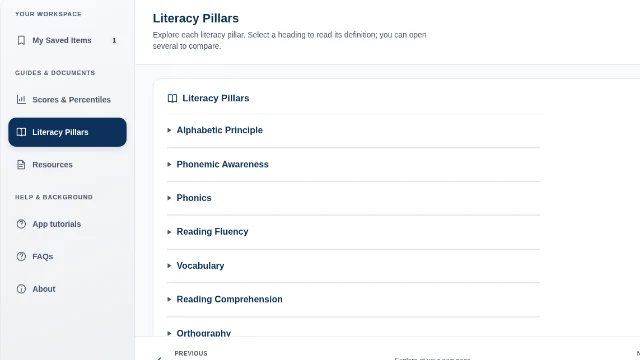 YOUR WORKSPACE
My Saved Items 1
GUIDES & DOCUMENTS
Scores & Percentiles
Literacy Pillars
Resources
HELP & BACKGROUND
App tutorials
FAQs
About
Literacy Pillars
Explore each literacy pillar. Select a heading to read its definition; you can open
several to compare.
Literacy Pillars
Alphabetic Principle
Phonemic Awareness
Phonics
Reading Fluency
Vocabulary
Reading Comprehension
Orthography
PREVIOUS